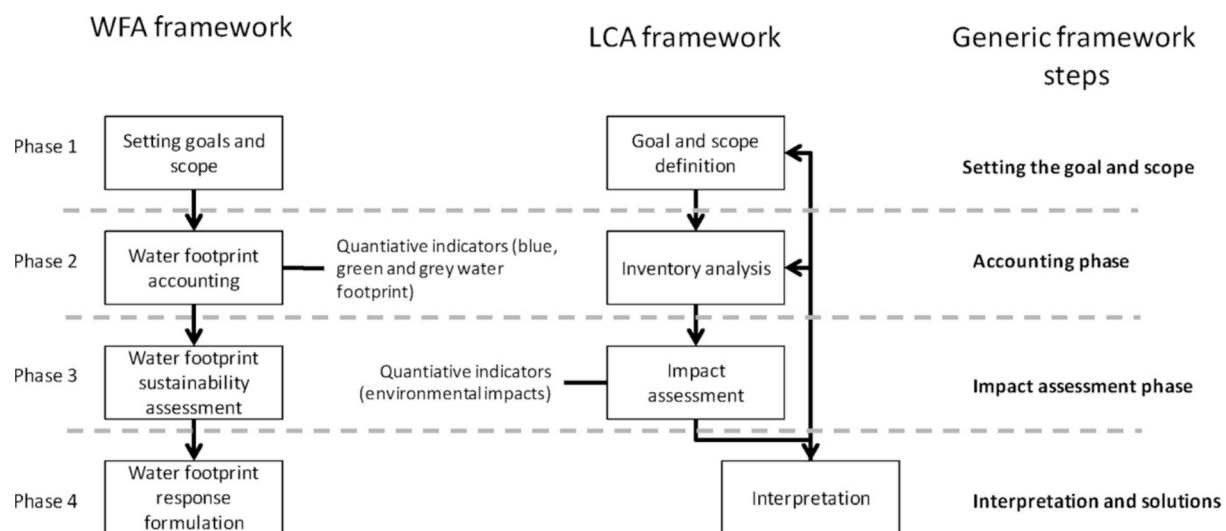 WFA framework
LCA framework
Generic framework
steps
Phase 1
Setting goals and
scope
Goal and scope
definition
Setting the goal and scope
Phase 2
Water footprint
accounting
Quantiative indicators (blue,
green and grey water
footprint)
Inventory analysis
Accounting phase
Phase 3
Water footprint
sustainability
assessment
Quantiative indicators
(environmental impacts)
Impact
assessment
Impact assessment phase
Phase 4
Water footprint
response
formulation
Interpretation
Interpretation and solutions